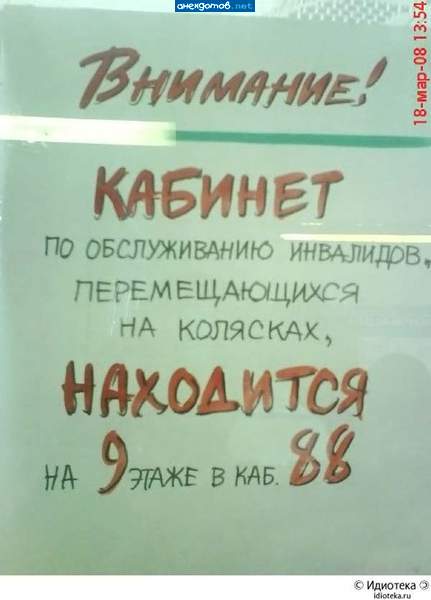 анекдотов.net
18-мар-08 13:54
Внимание!
КАБИНЕТ
ПО ОБСЛУЖИВАНИЮ ИНВАЛИДОВ,
ПЕРЕМЕЩАЮЩИХСЯ
НА КОЛЯСКАХ,
НАХОДИТСЯ
НА 9 ЭТАЖЕ В КАБ. 88
© Идиотека
idioteka.ru